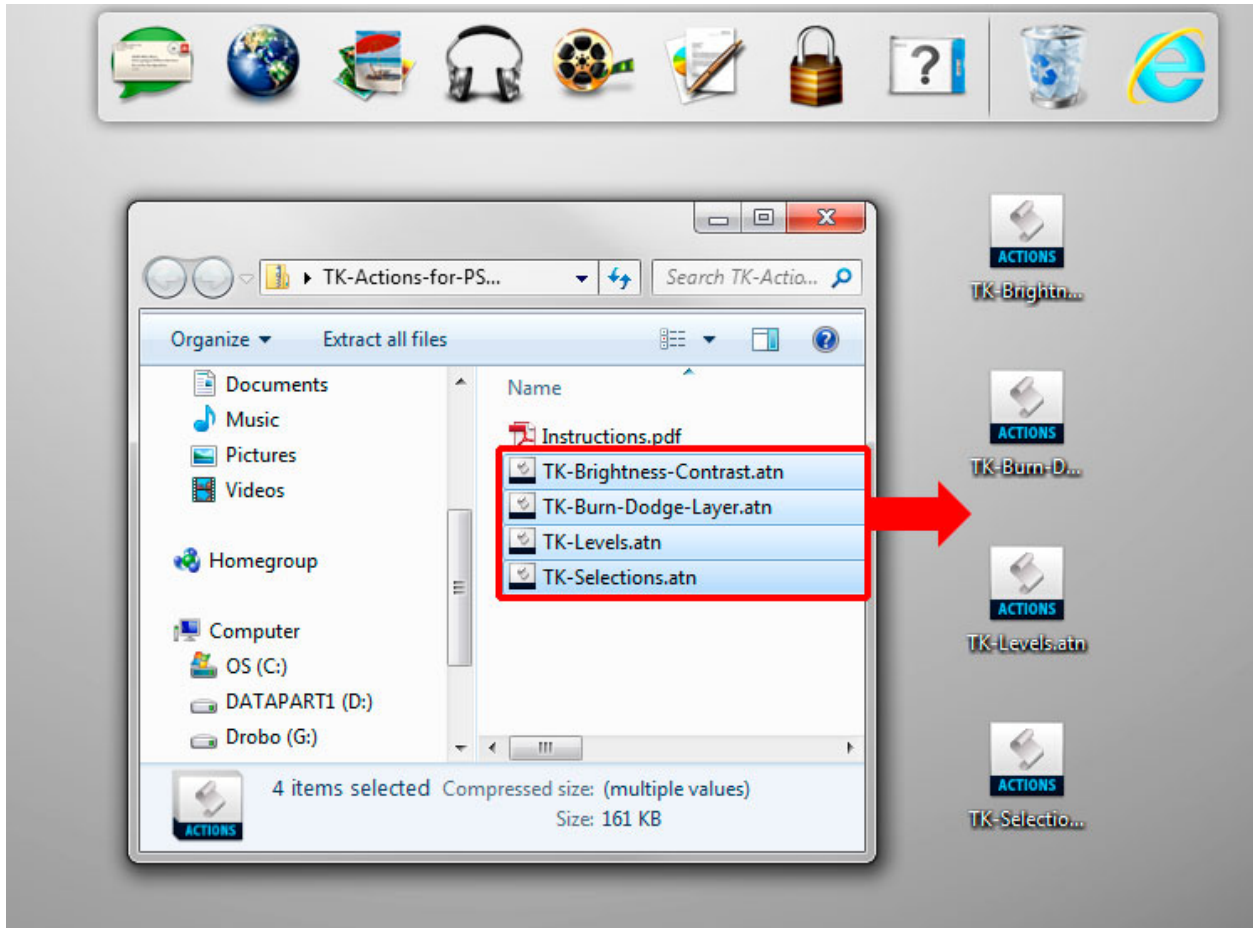 ?
TK-Actions-for-PS...
Search TK-Actio...
Organize
Extract all files
Documents
Music
Pictures
Videos
Homegroup
Computer
OS (C:)
DATAPART1 (D:)
Drobo (G:)
Name
Instructions.pdf
TK-Brightness-Contrast.atn
TK-Burn-Dodge-Layer.atn
TK-Levels.atn
TK-Selections.atn
ACTIONS
4 items selected Compressed size: (multiple values)
Size: 161 KB
ACTIONS
TK-Brightn...
ACTIONS
TK-Burn-D...
ACTIONS
TK-Levels.atn
ACTIONS
TK-Selectio...